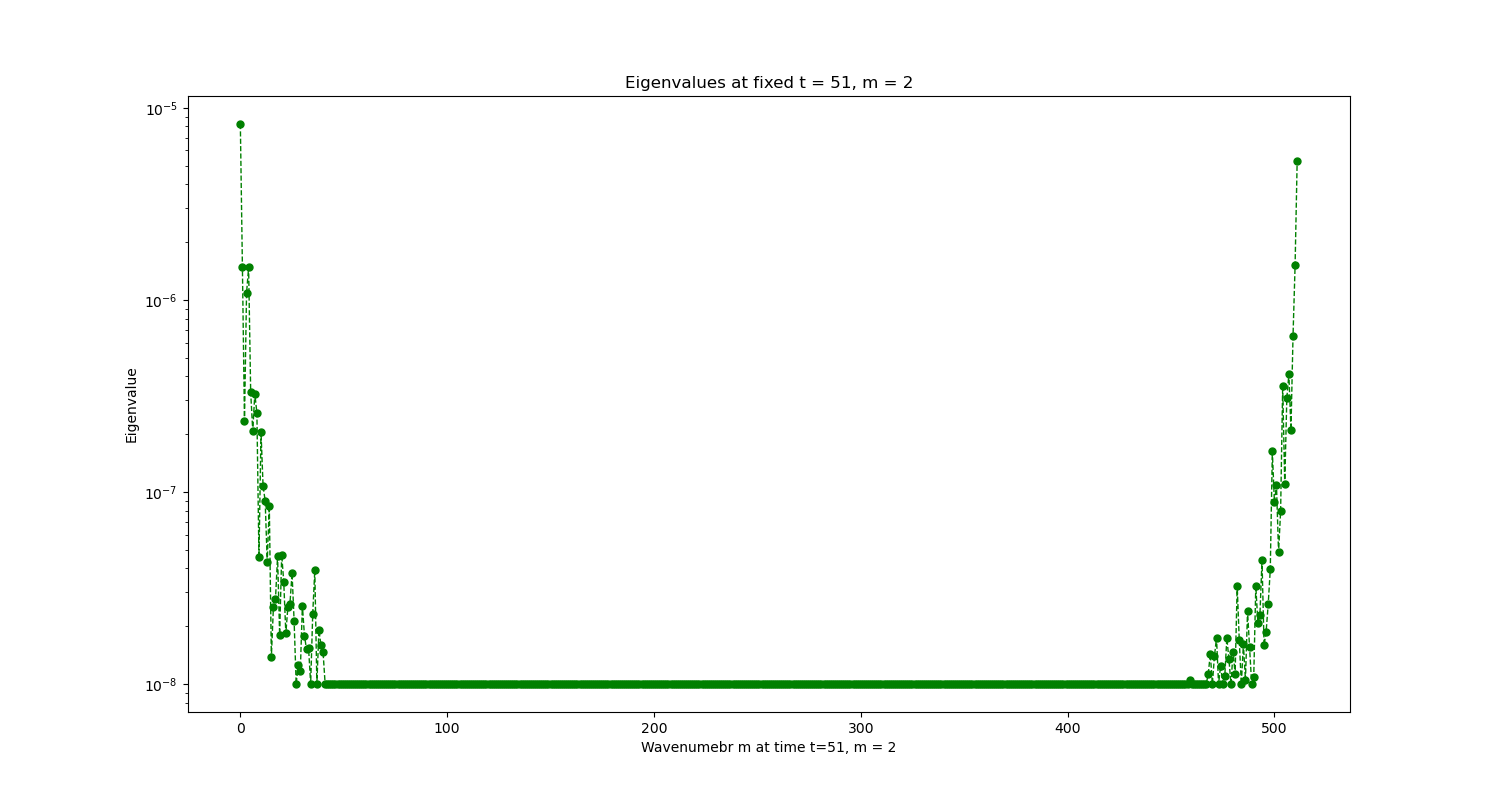 Eigenvalues at fixed t = 51, m = 2
10⁻⁵
10⁻⁶
10⁻⁷
10⁻⁸
Eigenvalue
0 100 200 300 400 500
Wavenumebr m at time t=51, m = 2